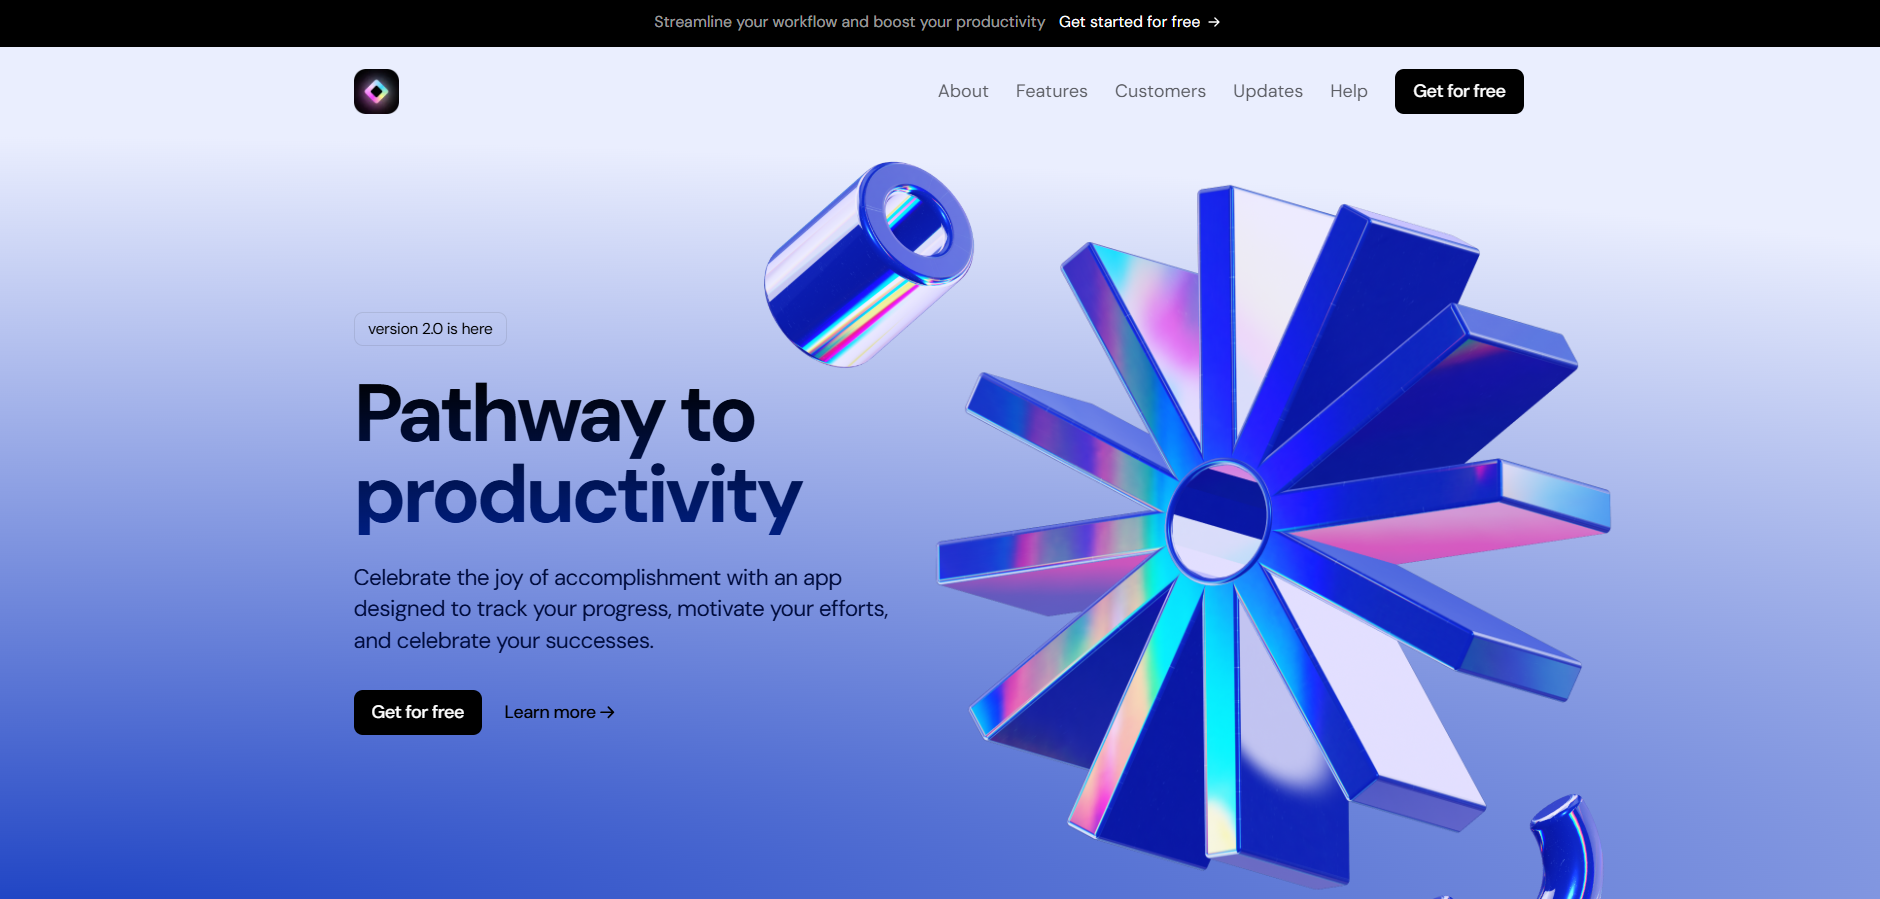 Streamline your workflow and boost your productivity Get started for free →
About Features Customers Updates Help Get for free
version 2.0 is here
Pathway to
productivity
Celebrate the joy of accomplishment with an app
designed to track your progress, motivate your efforts,
and celebrate your successes.
Get for free Learn more →